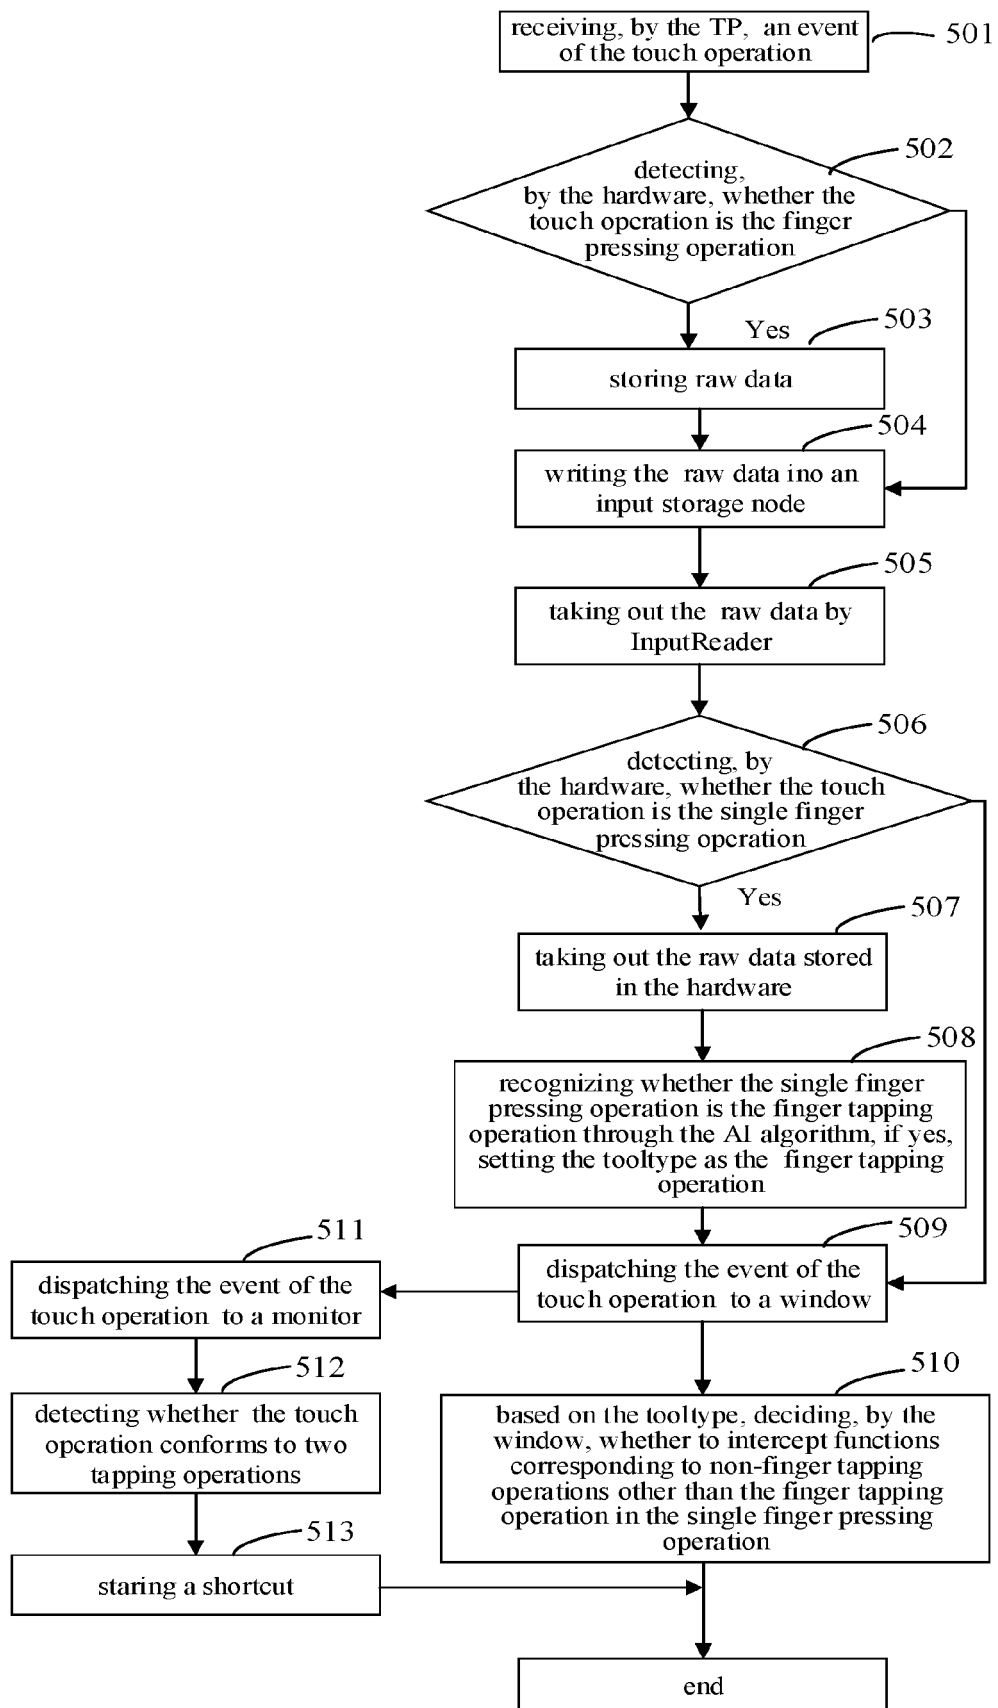 receiving, by the TP, an event
of the touch operation
501
502
detecting,
by the hardware, whether the
touch operation is the finger
pressing operation
Yes
503
storing raw data
504
writing the raw data ino an
input storage node
505
taking out the raw data by
InputReader
506
detecting, by
the hardware, whether the touch
operation is the single finger
pressing operation
Yes
507
taking out the raw data stored
in the hardware
508
recognizing whether the single finger
pressing operation is the finger tapping
operation through the AI algorithm, if yes,
setting the tooltype as the finger tapping
operation
509
dispatching the event of the
touch operation to a window
511
dispatching the event of the
touch operation to a monitor
510
based on the tooltype, deciding, by the
window, whether to intercept functions
corresponding to non-finger tapping
operations other than the finger tapping
operation in the single finger pressing
operation
512
detecting whether the touch
operation conforms to two
tapping operations
513
staring a shortcut
end